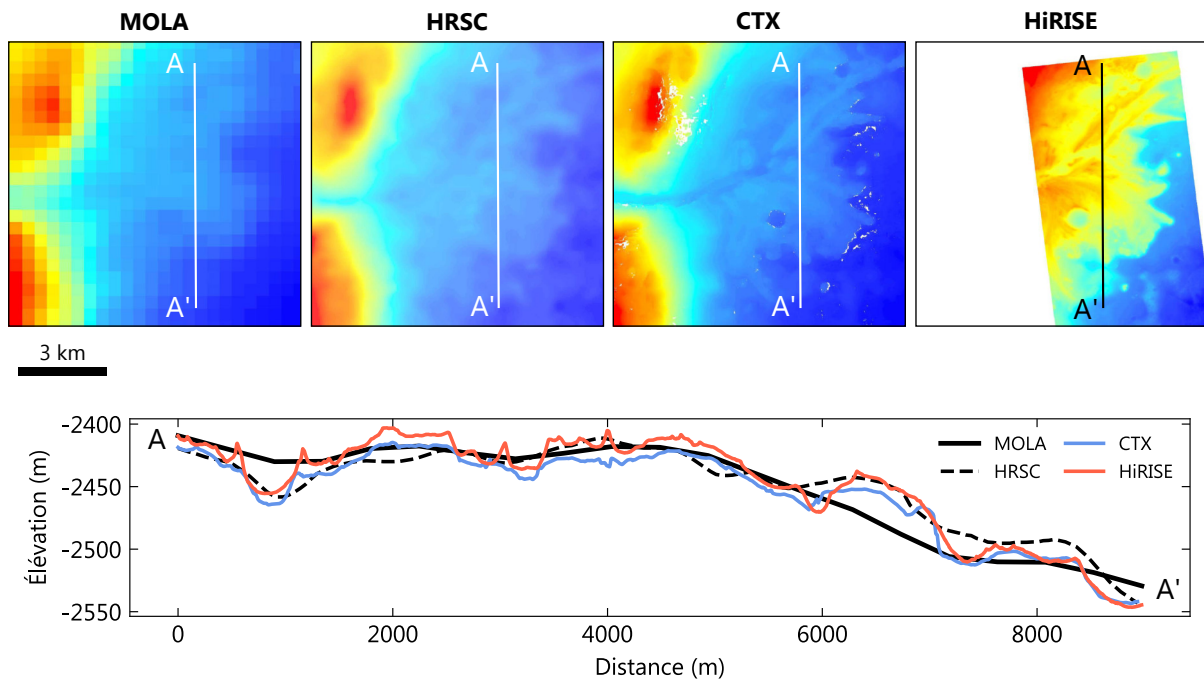 MOLA HRSC CTX HiRISE
A A A A
A' A' A' A'
3 km
-2400
-2450
-2500
-2550
Élévation (m)
A
A'
MOLA CTX
HRSC HiRISE
0 2000 4000 6000 8000
Distance (m)